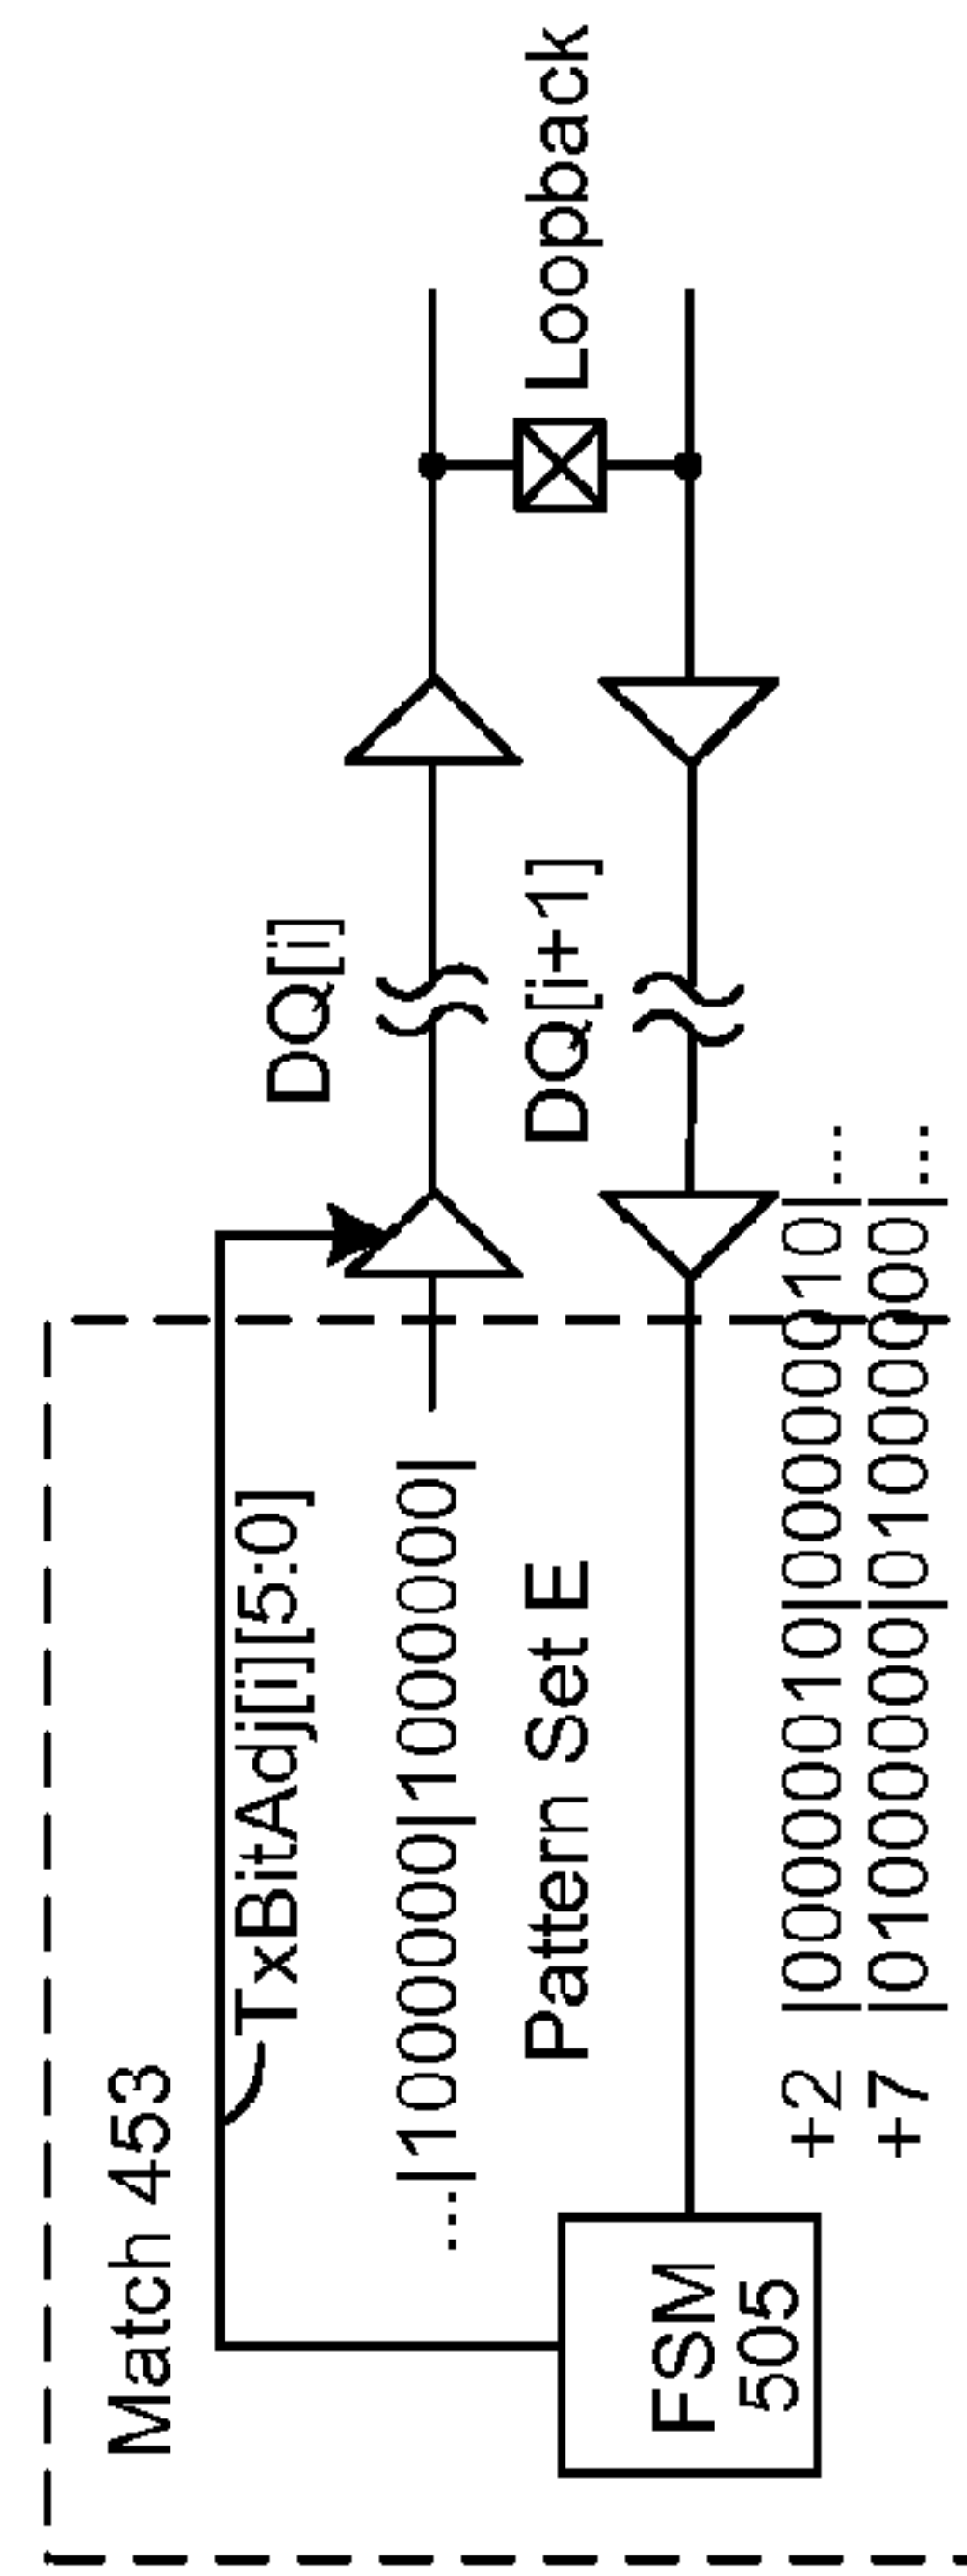 Match 453
TxBitAdj[i][5:0]
DQ[i]
...|1000000|1000000|
Pattern Set E
DQ[i+1]
Loopback
FSM
505
+2 |00000010|00000010|...
+7 |01000000|01000000|...